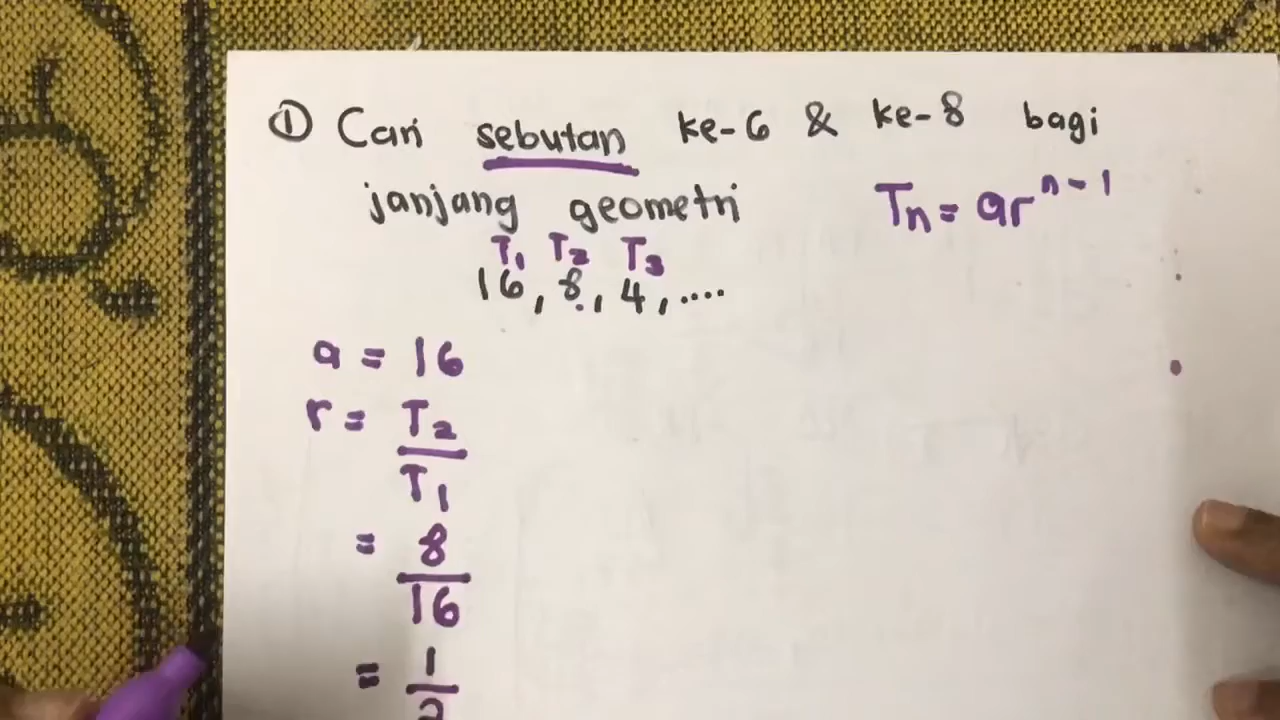 ① Cari sebutan ke-6 & ke-8 bagi
janjang geometri
Tn = ar^n-1
T1 T2 T3
16, 8, 4, ....
a = 16
r = T2/T1
= 8/16
= 1/2